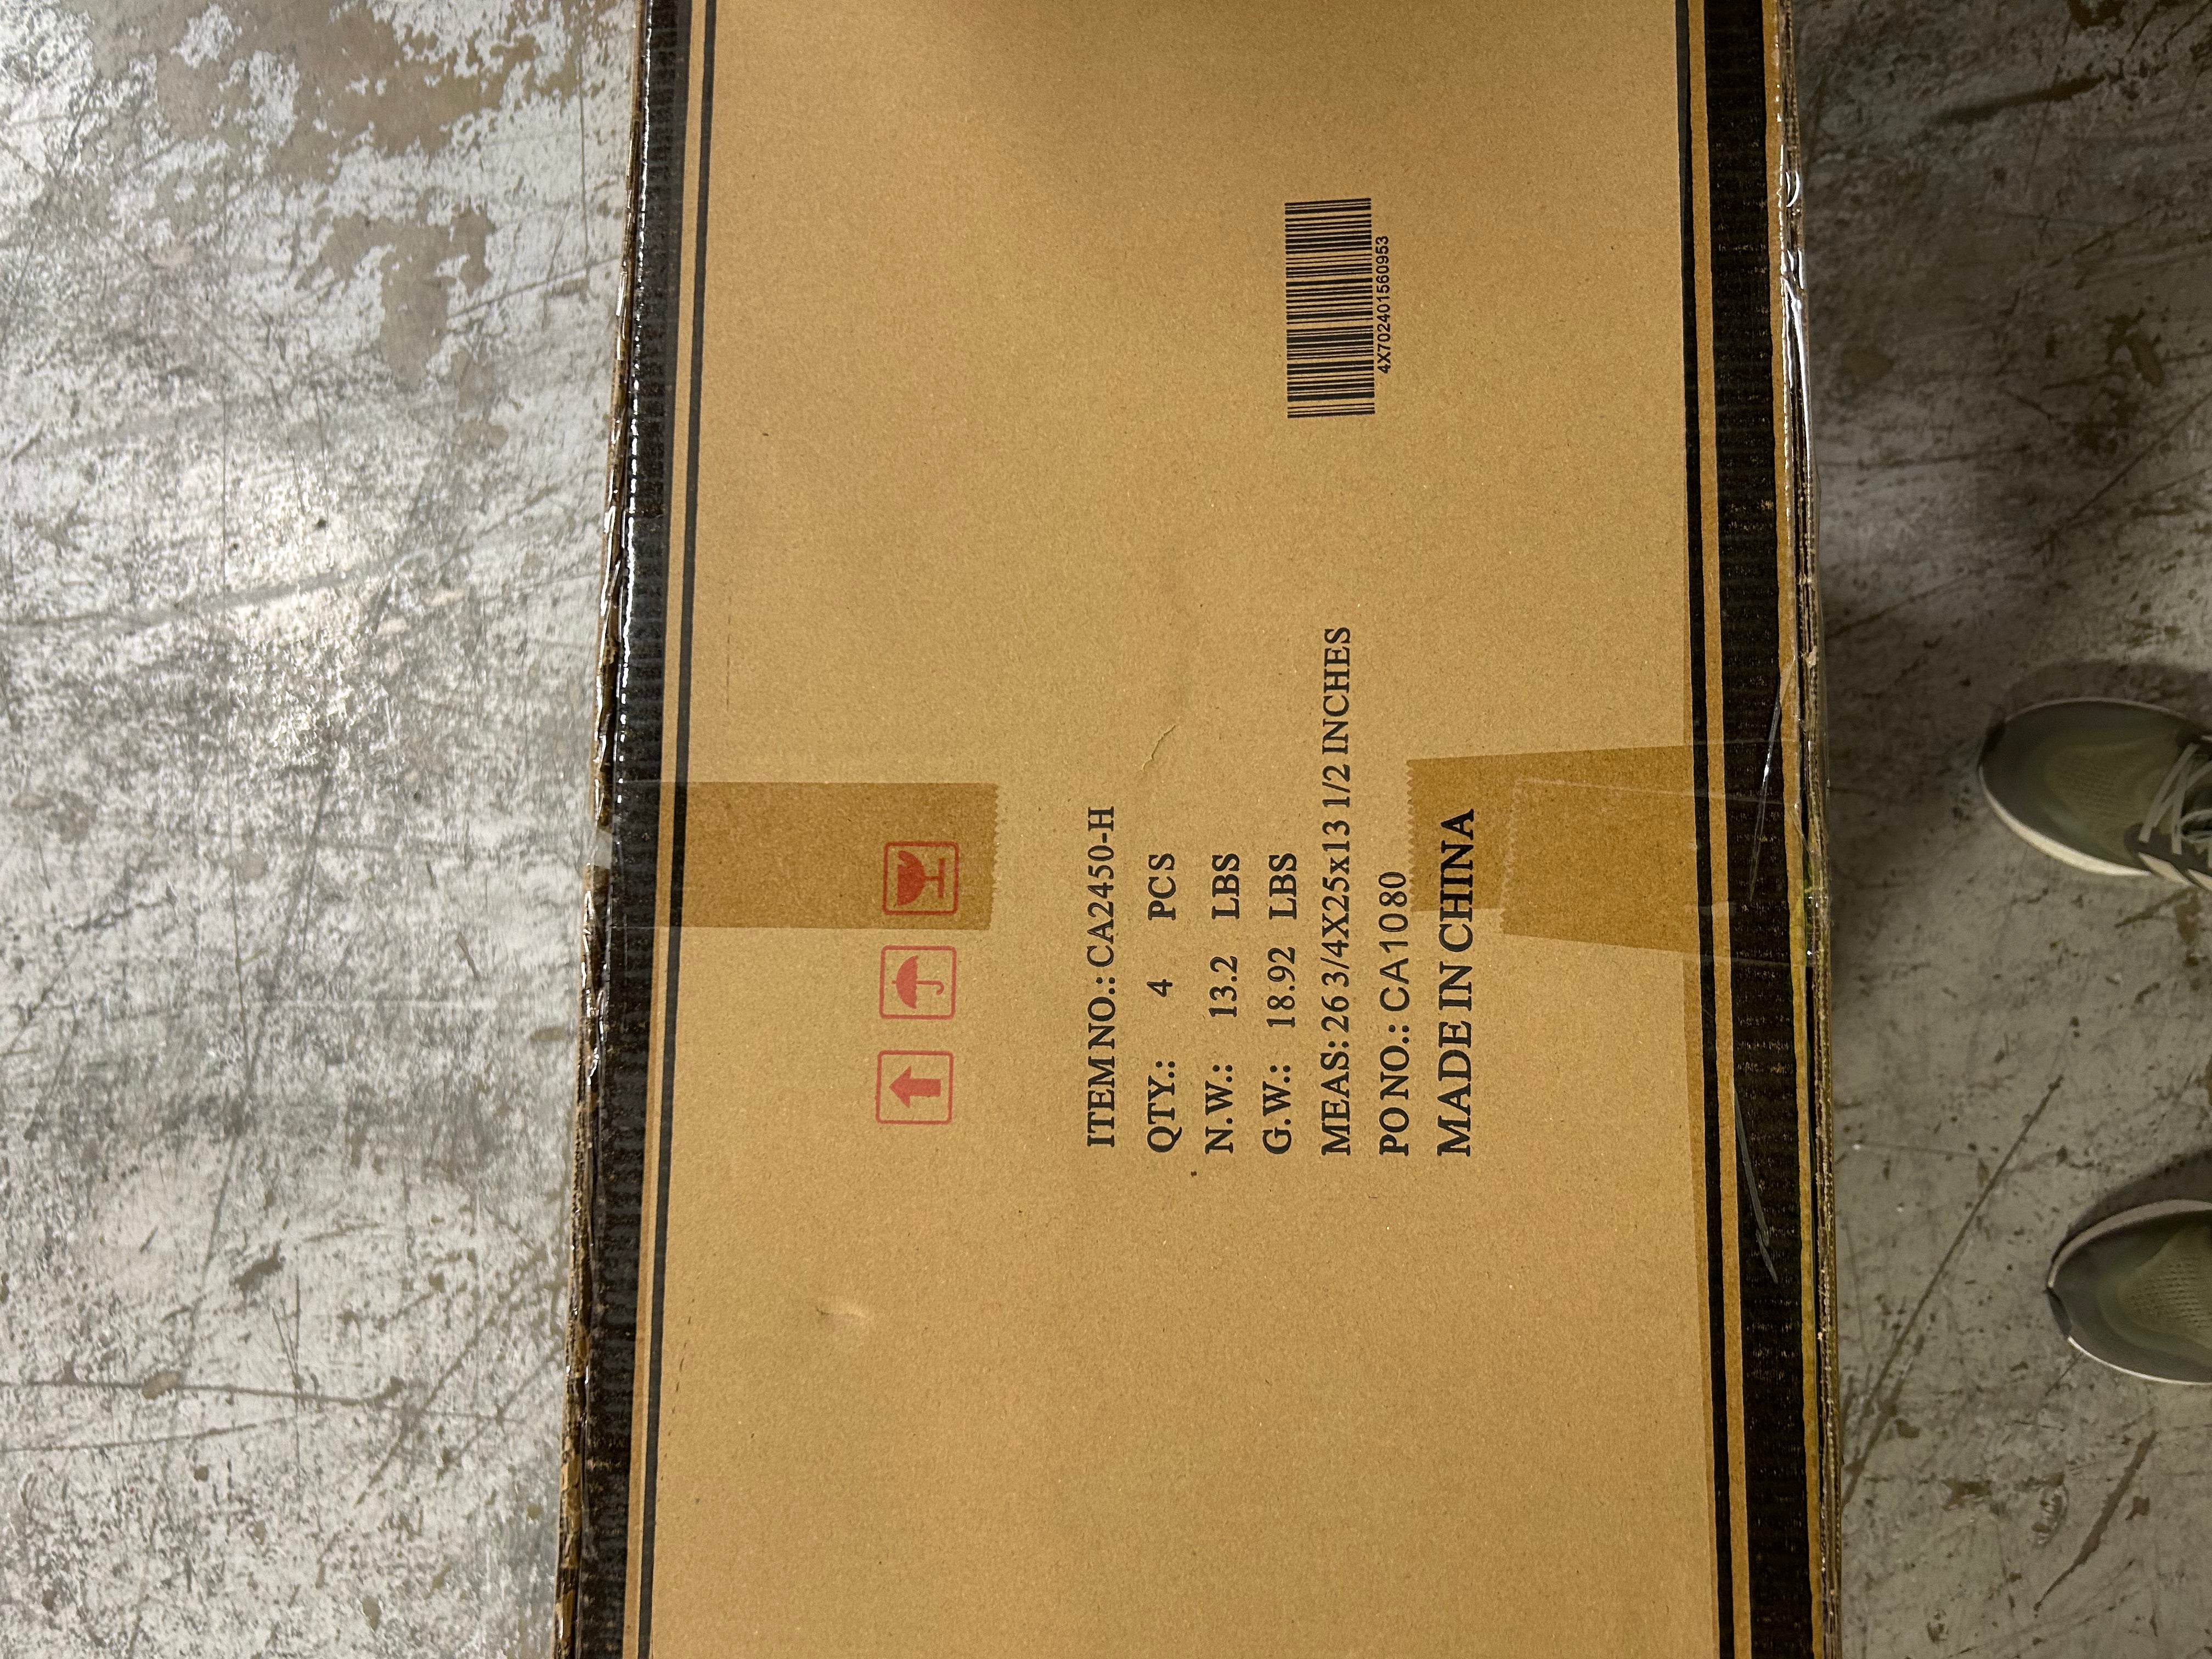 ITEM NO.: CA2450-H
QTY.: 4 PCS
N.W.: 13.2 LBS
G.W.: 18.92 LBS
MEAS: 26 3/4X25x13 1/2 INCHES
PO NO.: CA1080
MADE IN CHINA
4X702401560953